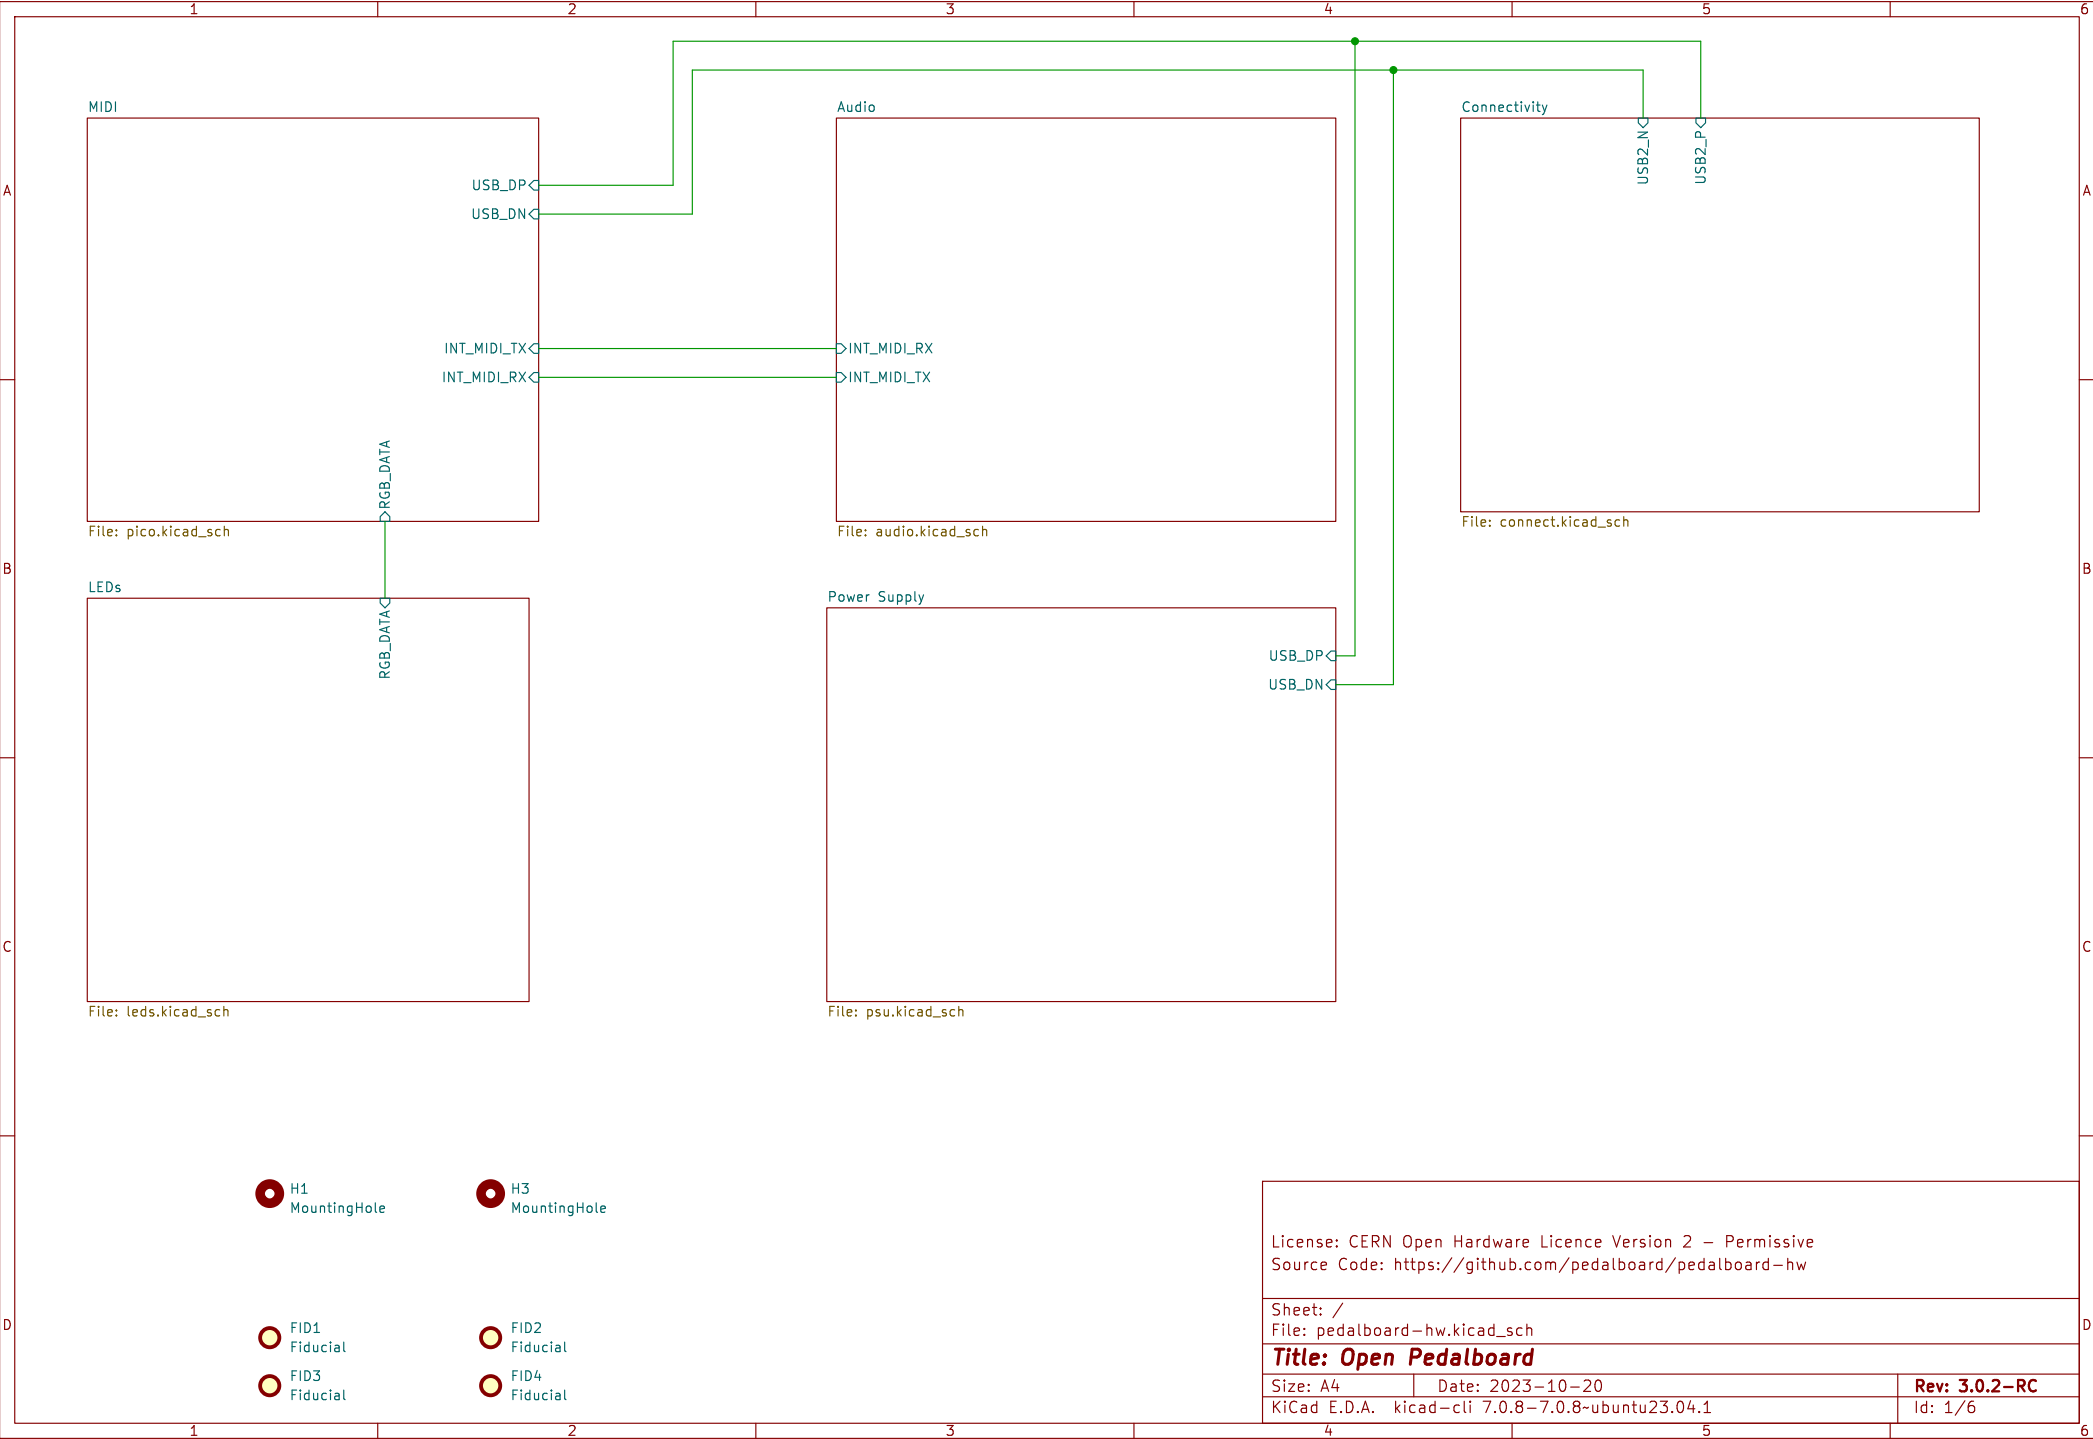 1 2 3 4 5 6
MIDI
Audio
Connectivity
USB2_N
USB2_P
A
USB_DP
USB_DN
A
INT_MIDI_TX
INT_MIDI_RX
INT_MIDI_RX
INT_MIDI_TX
RGB_DATA
File: pico.kicad_sch
File: audio.kicad_sch
File: connect.kicad_sch
B
B
LEDs
Power Supply
RGB_DATA
USB_DP
USB_DN
C
C
File: leds.kicad_sch
File: psu.kicad_sch
H1
MountingHole
H3
MountingHole
License: CERN Open Hardware Licence Version 2 - Permissive
Source Code: https://github.com/pedalboard/pedalboard-hw
D
FID1
Fiducial
FID2
Fiducial
FID3
Fiducial
FID4
Fiducial
Sheet: /
File: pedalboard-hw.kicad_sch
D
Title: Open Pedalboard
Size: A4
Date: 2023-10-20
Rev: 3.0.2-RC
KiCad E.D.A. kicad-cli 7.0.8-7.0.8~ubuntu23.04.1
Id: 1/6
1 2 3 4 5 6